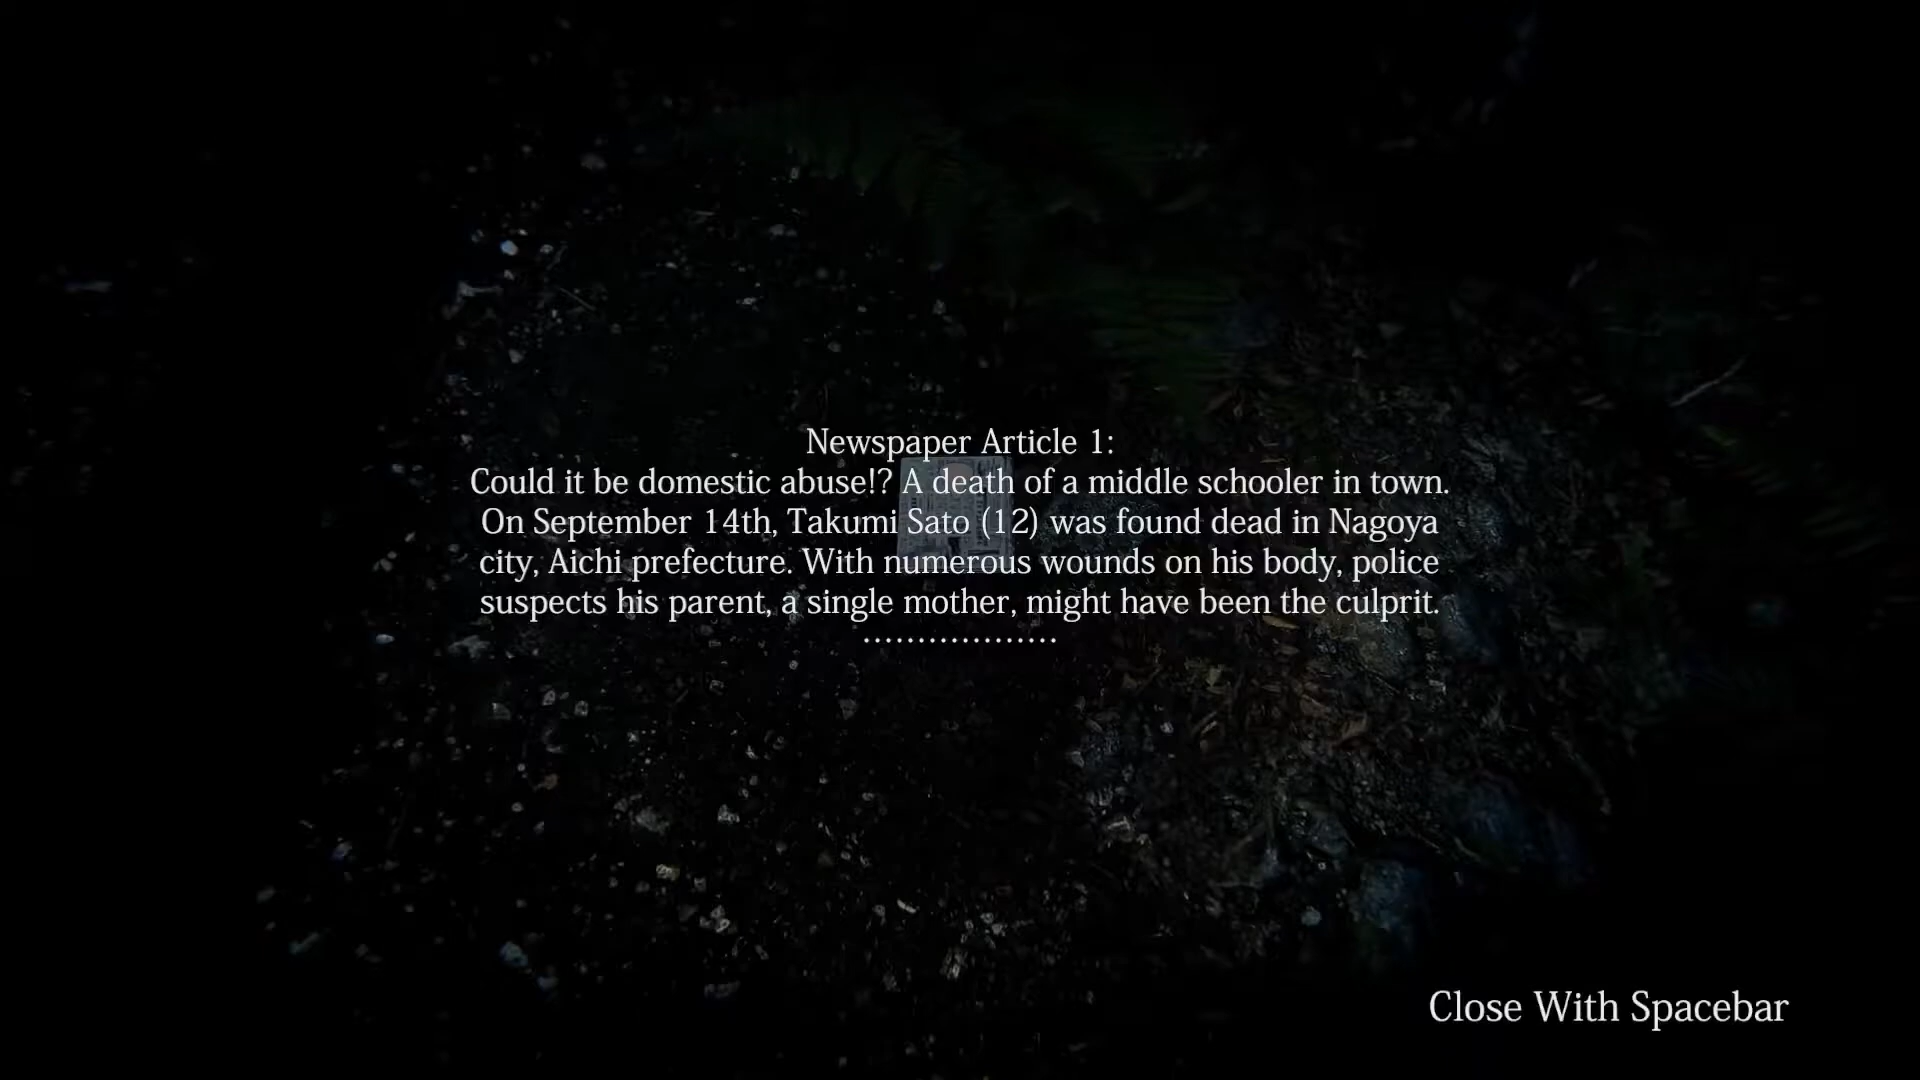 Newspaper Article 1:
Could it be domestic abuse!? A death of a middle schooler in town.
On September 14th, Takumi Sato (12) was found dead in Nagoya
city, Aichi prefecture. With numerous wounds on his body, police
suspects his parent, a single mother, might have been the culprit.
..................
Close With Spacebar